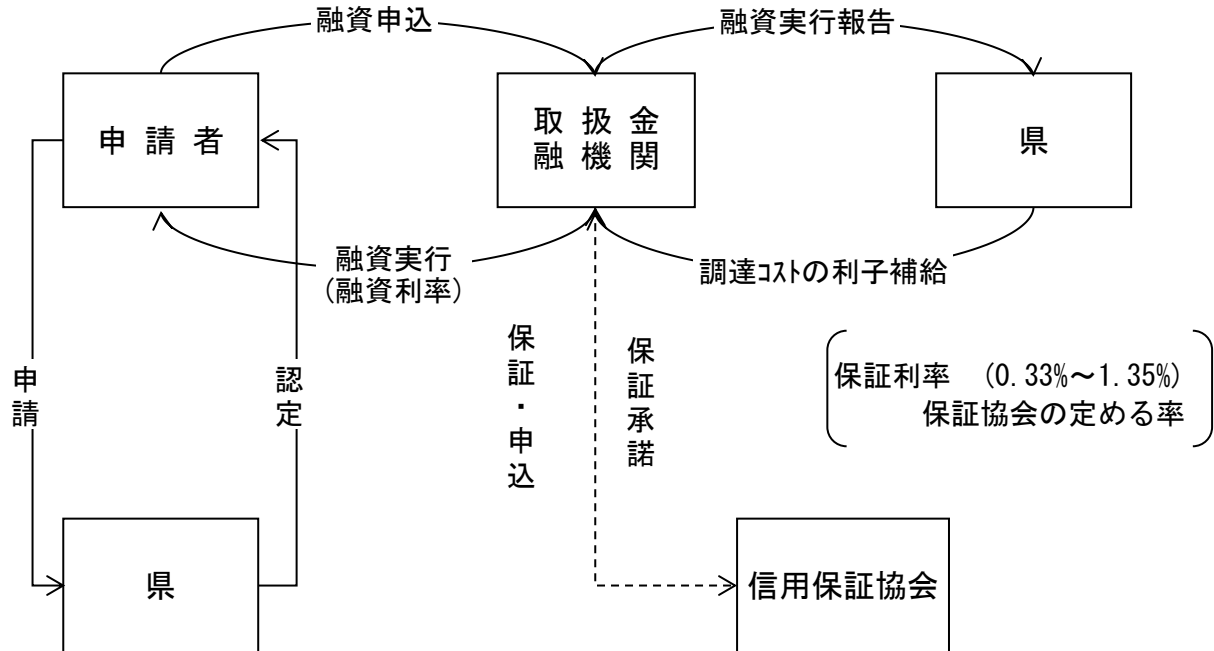 融資申込
融資実行報告
申請者
取扱金
融機関
県
融資実行
(融資利率)
調達ｺｽﾄの利子補給
申請
認定
保証・申込
保証承諾
保証利率 (0.33%～1.35%)
保証協会の定める率
県
信用保証協会